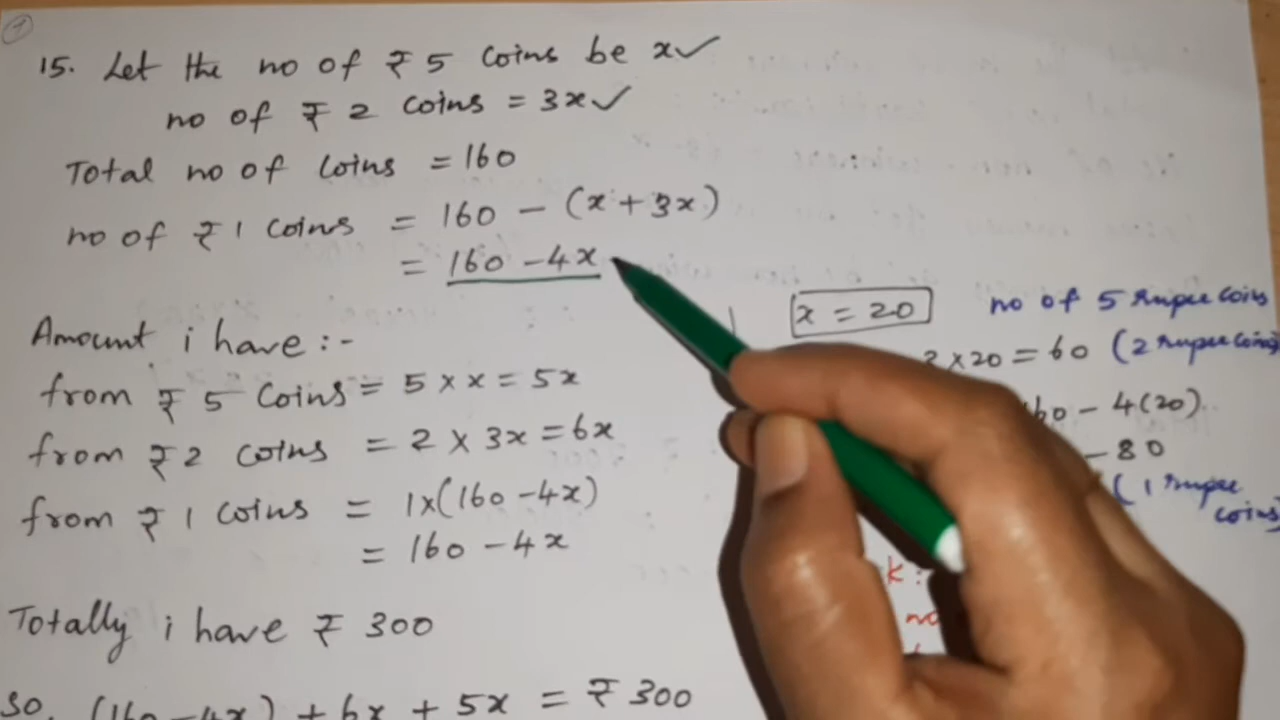 15. Let the no of ₹ 5 coins be x✓
no of ₹ 2 coins = 3x✓
Total no of coins = 160
no of ₹ 1 coins = 160 - (x + 3x)
= 160 - 4x
Amount i have :-
from ₹ 5 coins = 5 × x = 5x
from ₹ 2 coins = 2 × 3x = 6x
from ₹ 1 coins = 1x(160 - 4x)
= 160 - 4x
Totally i have ₹ 300
So, (160 - 4x) + 6x + 5x = ₹ 300
x = 20 no of 5 rupee coins
× 20 = 60 (2 rupee coins)
- 4(20)
- 80
(1 rupee
coins)